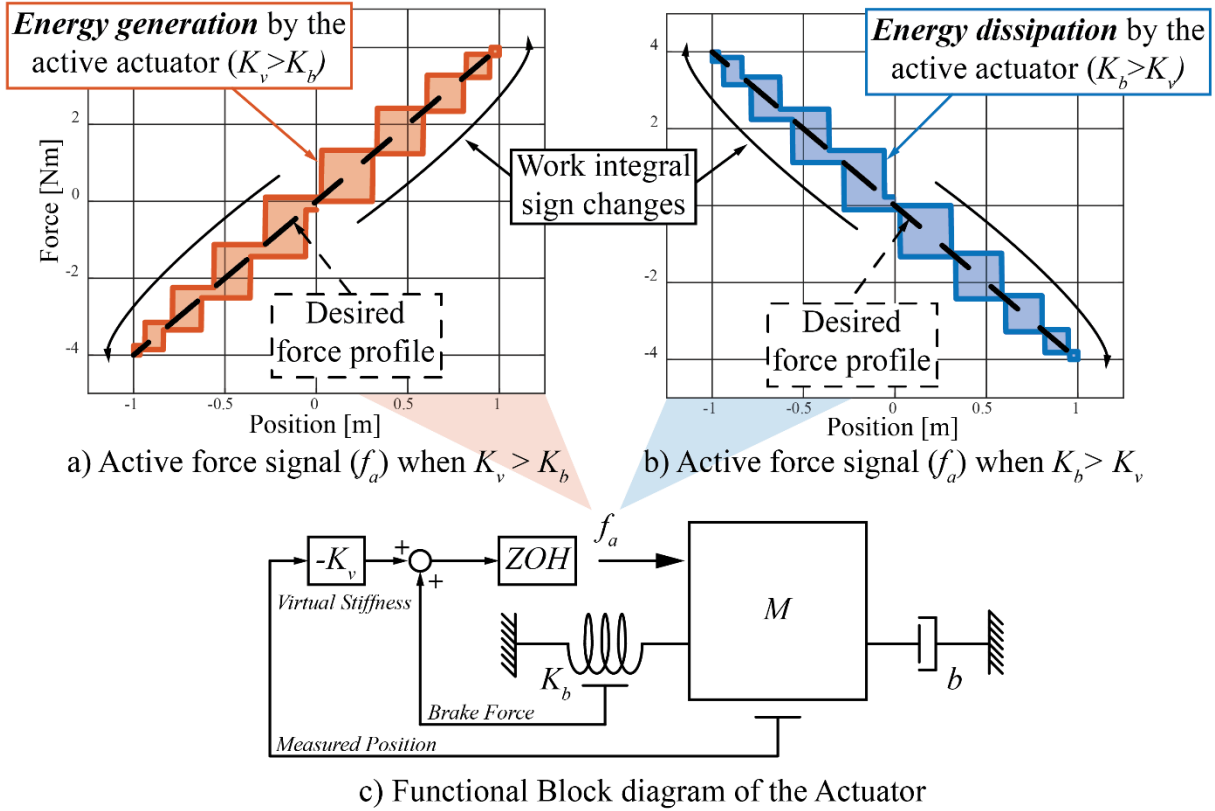 Energy generation by the
active actuator (Kv>Kb)
Energy dissipation by the
active actuator (Kb>Kv)
Work integral
sign changes
Force [Nm]
2
0
-2
-4
Desired
force profile
-1
-0.5
0
0.5
1
Position [m]
4
2
-2
-4
Desired
force profile
-1
-0.5
0
0.5
1
Position [m]
a) Active force signal (fa) when Kv > Kb
b) Active force signal (fa) when Kb> Kv
fa
-Kv
+
+
ZOH
M
Virtual Stiffness
Kb
b
Brake Force
Measured Position
c) Functional Block diagram of the Actuator